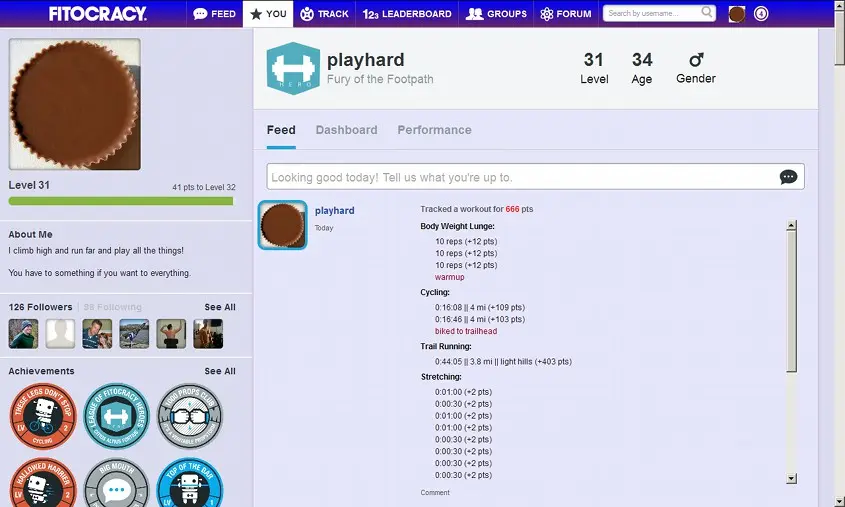 FITOCRACY.
FEED
YOU
TRACK
123 LEADERBOARD
GROUPS
FORUM
Search by username...
Level 31
41 pts to Level 32
About Me
I climb high and run far and play all the things!
You have to something if you want to everything.
126 Followers
Following
See All
Achievements
See All
THESE LEGS DON'T STOP
LV 2
CYCLING
LEAGUE OF FITOCRACY HEROES
HERO
CITIUS, ALTIUS, FORTIUS
1000 PROPS CLUB
HALLOWED HARRIER
LV 2
BIG MOUTH
TOP OF THE BAR
LV 1
playhard
Fury of the Footpath
HERO
31
Level
34
Age
Gender
Feed
Dashboard
Performance
Looking good today! Tell us what you're up to.
playhard
Today
Tracked a workout for 666 pts
Body Weight Lunge:
10 reps (+12 pts)
10 reps (+12 pts)
10 reps (+12 pts)
warmup
Cycling:
0:16:08 || 4 mi (+109 pts)
0:16:46 || 4 mi (+103 pts)
biked to trailhead
Trail Running:
0:44:05 || 3.8 mi || light hills (+403 pts)
Stretching:
0:01:00 (+2 pts)
0:00:30 (+2 pts)
0:01:00 (+2 pts)
0:01:00 (+2 pts)
0:00:30 (+2 pts)
0:00:30 (+2 pts)
0:00:30 (+2 pts)
0:00:30 (+2 pts)
Comment